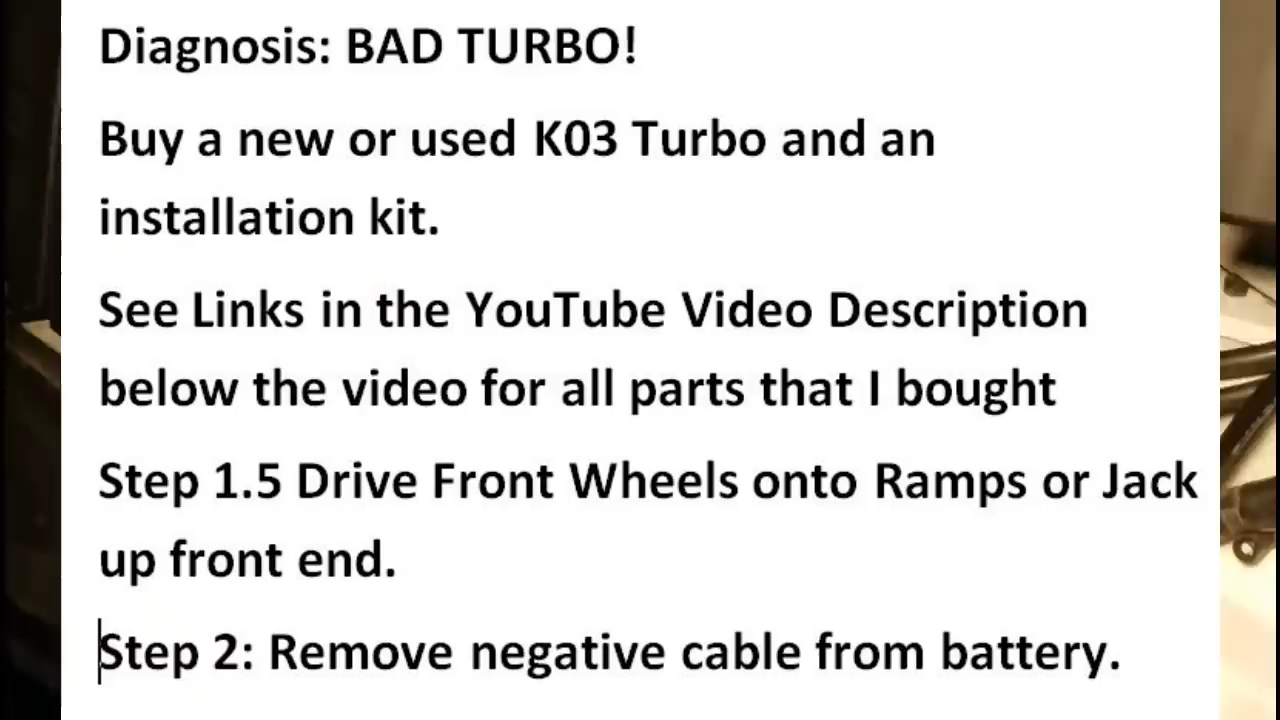 Diagnosis: BAD TURBO!
Buy a new or used K03 Turbo and an
installation kit.
See Links in the YouTube Video Description
below the video for all parts that I bought
Step 1.5 Drive Front Wheels onto Ramps or Jack
up front end.
Step 2: Remove negative cable from battery.